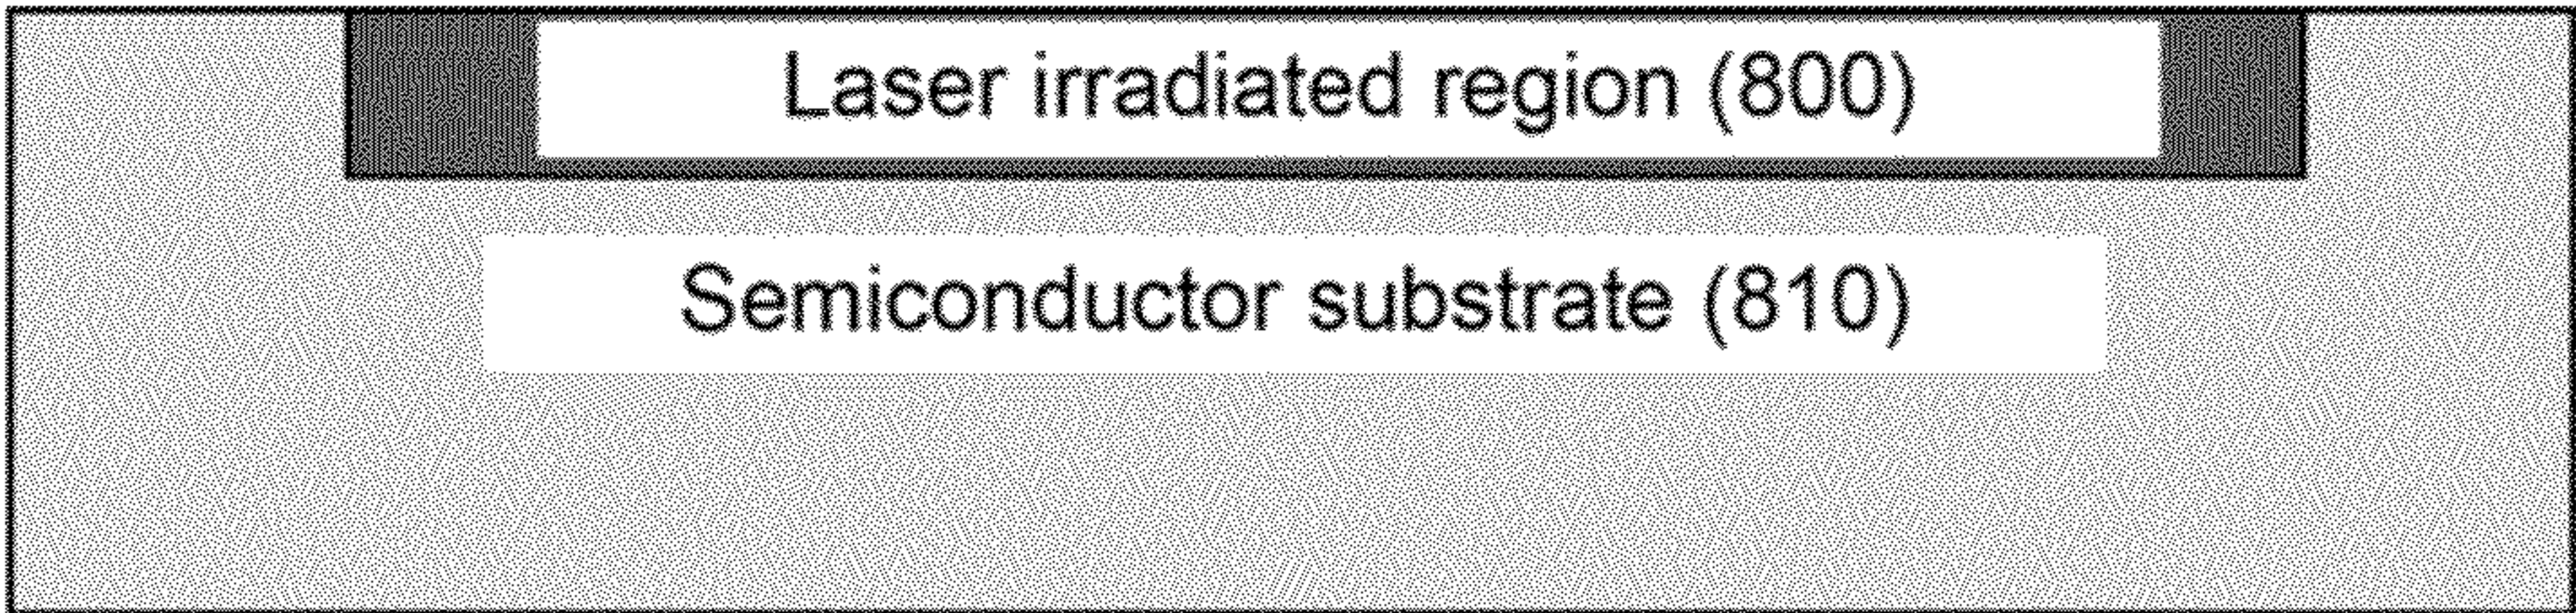 Laser irradiated region (800)
Semiconductor substrate (810)